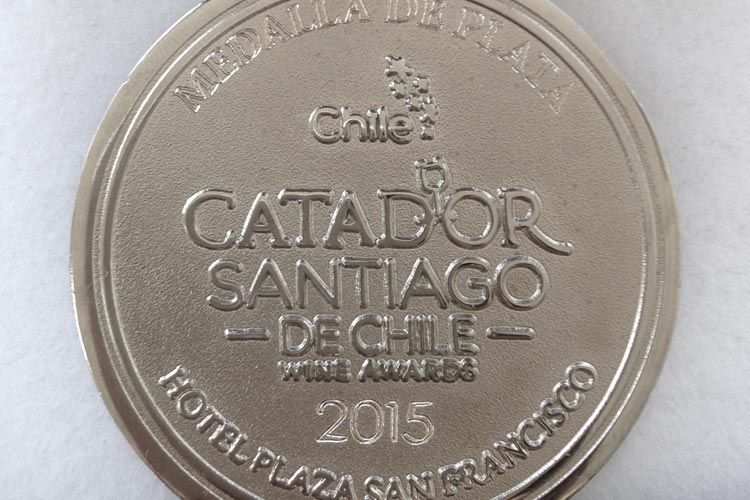 MEDALLA DE PLATA
Chile
CATAD'OR
SANTIAGO
DE CHILE
WINE AWARDS
2015
HOTEL PLAZA SAN FRANCISCO